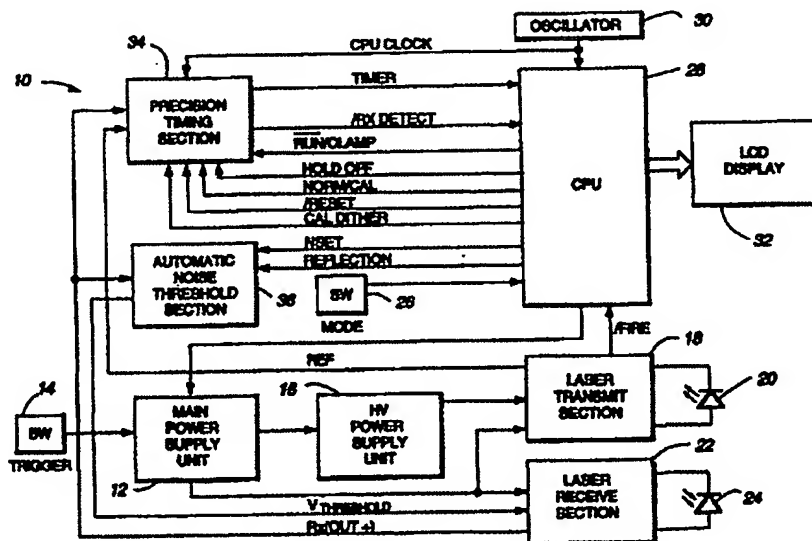 OSCILLATOR
30
34
CPU CLOCK
28
TIMER
10
PRECISION
TIMING
SECTION
/RX DETECT
RUN/CLAMP
LCD
DISPLAY
CPU
HOLD OFF
NORM/CAL
/RESET
CAL DITHER
32
NSET
REFLECTION
AUTOMATIC
NOISE
THRESHOLD
SECTION
36
SW
26
MODE
/FIRE
REF
18
14
16
LASER
TRANSMIT
SECTION
20
SW
MAIN
POWER
SUPPLY
UNIT
HV
POWER
SUPPLY
UNIT
TRIGGER
22
12
LASER
RECEIVE
SECTION
24
V THRESHOLD
Rx(OUT +)